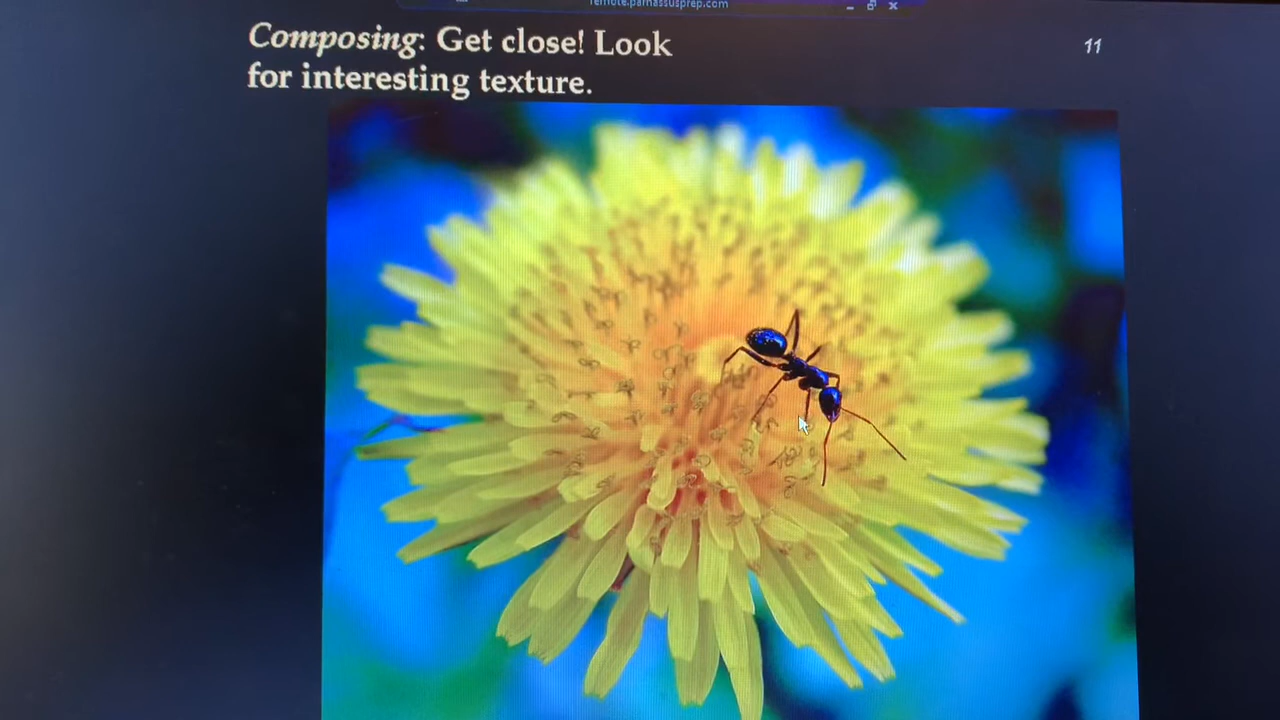 remote.parnassusprep.com
Composing: Get close! Look
for interesting texture.
11